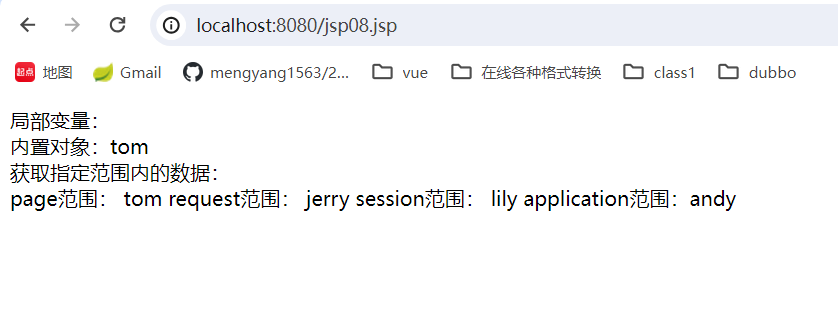 localhost:8080/jsp08.jsp
起点 地图 Gmail mengyang1563/2... vue 在线各种格式转换 class1 dubbo
局部变量：
内置对象：tom
获取指定范围内的数据：
page范围： tom request范围： jerry session范围： lily application范围：andy